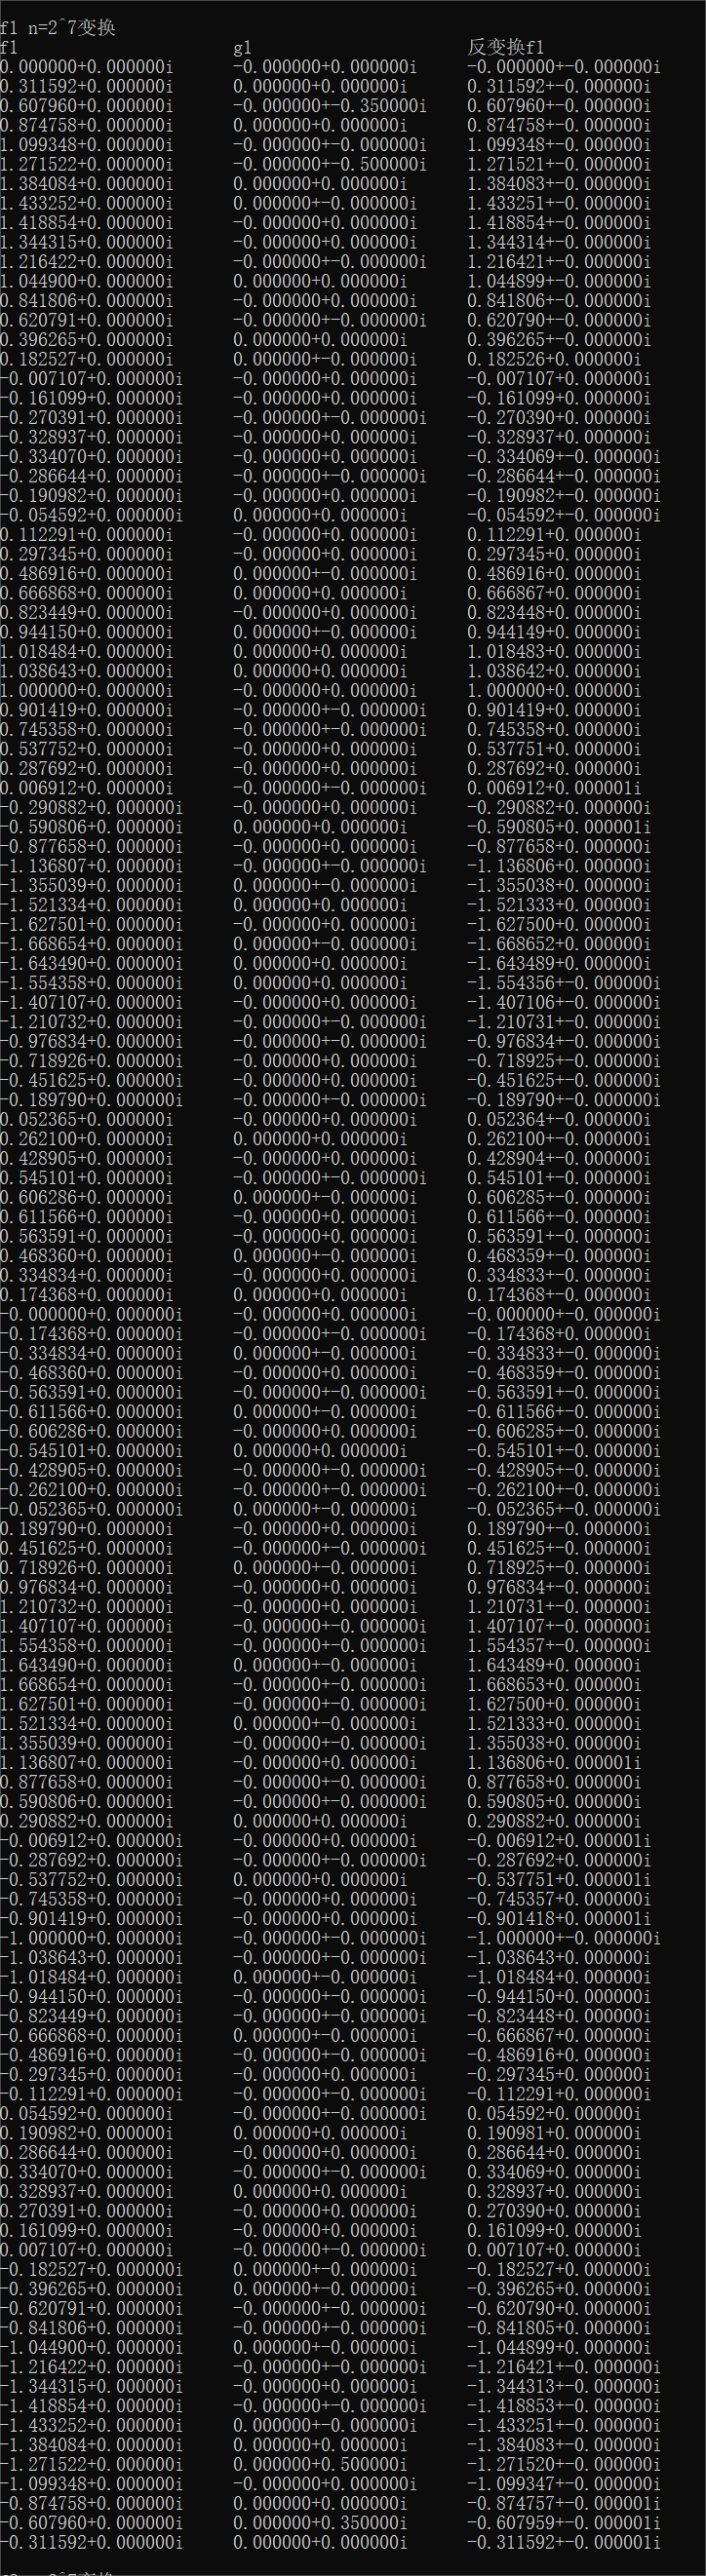 f1 n=2^7变换
f1 g1 反变换f1
0.000000+0.000000i -0.000000+0.000000i -0.000000+-0.000000i
0.311592+0.000000i 0.000000+0.000000i 0.311592+-0.000000i
0.607960+0.000000i -0.000000+-0.350000i 0.607960+-0.000000i
0.874758+0.000000i 0.000000+0.000000i 0.874758+-0.000000i
1.099348+0.000000i -0.000000+-0.000000i 1.099348+-0.000000i
1.271522+0.000000i -0.000000+-0.500000i 1.271521+-0.000000i
1.384084+0.000000i 0.000000+0.000000i 1.384083+-0.000000i
1.433252+0.000000i 0.000000+-0.000000i 1.433251+-0.000000i
1.418854+0.000000i -0.000000+0.000000i 1.418854+-0.000000i
1.344315+0.000000i -0.000000+0.000000i 1.344314+-0.000000i
1.216422+0.000000i -0.000000+-0.000000i 1.216421+-0.000000i
1.044900+0.000000i 0.000000+0.000000i 1.044899+-0.000000i
0.841806+0.000000i -0.000000+0.000000i 0.841806+-0.000000i
0.620791+0.000000i -0.000000+-0.000000i 0.620790+-0.000000i
0.396265+0.000000i 0.000000+0.000000i 0.396265+-0.000000i
0.182527+0.000000i 0.000000+-0.000000i 0.182526+0.000000i
-0.007107+0.000000i -0.000000+0.000000i -0.007107+0.000000i
-0.161099+0.000000i -0.000000+0.000000i -0.161099+0.000000i
-0.270391+0.000000i -0.000000+-0.000000i -0.270390+0.000000i
-0.328937+0.000000i -0.000000+0.000000i -0.328937+0.000000i
-0.334070+0.000000i -0.000000+0.000000i -0.334069+-0.000000i
-0.286644+0.000000i -0.000000+-0.000000i -0.286644+-0.000000i
-0.190982+0.000000i -0.000000+0.000000i -0.190982+-0.000000i
-0.054592+0.000000i 0.000000+0.000000i -0.054592+-0.000000i
0.112291+0.000000i -0.000000+0.000000i 0.112291+0.000000i
0.297345+0.000000i -0.000000+0.000000i 0.297345+0.000000i
0.486916+0.000000i 0.000000+-0.000000i 0.486916+0.000000i
0.666868+0.000000i 0.000000+0.000000i 0.666867+0.000000i
0.823449+0.000000i -0.000000+0.000000i 0.823448+0.000000i
0.944150+0.000000i 0.000000+-0.000000i 0.944149+0.000000i
1.018484+0.000000i 0.000000+0.000000i 1.018483+0.000000i
1.038643+0.000000i 0.000000+0.000000i 1.038642+0.000000i
1.000000+0.000000i -0.000000+0.000000i 1.000000+0.000000i
0.901419+0.000000i -0.000000+-0.000000i 0.901419+0.000000i
0.745358+0.000000i -0.000000+-0.000000i 0.745358+0.000000i
0.537752+0.000000i -0.000000+0.000000i 0.537751+0.000000i
0.287692+0.000000i -0.000000+0.000000i 0.287692+0.000000i
0.006912+0.000000i -0.000000+-0.000000i 0.006912+0.000001i
-0.290882+0.000000i -0.000000+0.000000i -0.290882+0.000000i
-0.590806+0.000000i 0.000000+0.000000i -0.590805+0.000001i
-0.877658+0.000000i -0.000000+0.000000i -0.877658+0.000000i
-1.136807+0.000000i -0.000000+-0.000000i -1.136806+0.000000i
-1.355039+0.000000i 0.000000+-0.000000i -1.355038+0.000000i
-1.521334+0.000000i 0.000000+0.000000i -1.521333+0.000000i
-1.627501+0.000000i -0.000000+0.000000i -1.627500+0.000000i
-1.668654+0.000000i 0.000000+-0.000000i -1.668652+0.000000i
-1.643490+0.000000i 0.000000+0.000000i -1.643489+0.000000i
-1.554358+0.000000i 0.000000+0.000000i -1.554356+-0.000000i
-1.407107+0.000000i -0.000000+0.000000i -1.407106+-0.000000i
-1.210732+0.000000i -0.000000+-0.000000i -1.210731+-0.000000i
-0.976834+0.000000i -0.000000+-0.000000i -0.976834+-0.000000i
-0.718926+0.000000i -0.000000+0.000000i -0.718925+-0.000000i
-0.451625+0.000000i -0.000000+0.000000i -0.451625+-0.000000i
-0.189790+0.000000i -0.000000+-0.000000i -0.189790+-0.000000i
0.052365+0.000000i -0.000000+0.000000i 0.052364+-0.000000i
0.262100+0.000000i 0.000000+0.000000i 0.262100+-0.000000i
0.428905+0.000000i -0.000000+0.000000i 0.428904+-0.000000i
0.545101+0.000000i -0.000000+-0.000000i 0.545101+-0.000000i
0.606286+0.000000i 0.000000+-0.000000i 0.606285+-0.000000i
0.611566+0.000000i -0.000000+0.000000i 0.611566+-0.000000i
0.563591+0.000000i -0.000000+0.000000i 0.563591+-0.000000i
0.468360+0.000000i 0.000000+-0.000000i 0.468359+-0.000000i
0.334834+0.000000i -0.000000+0.000000i 0.334833+-0.000000i
0.174368+0.000000i 0.000000+0.000000i 0.174368+-0.000000i
-0.000000+0.000000i -0.000000+0.000000i -0.000000+-0.000000i
-0.174368+0.000000i -0.000000+-0.000000i -0.174368+0.000000i
-0.334834+0.000000i 0.000000+-0.000000i -0.334833+-0.000000i
-0.468360+0.000000i -0.000000+0.000000i -0.468359+-0.000000i
-0.563591+0.000000i -0.000000+-0.000000i -0.563591+-0.000000i
-0.611566+0.000000i 0.000000+-0.000000i -0.611566+-0.000000i
-0.606286+0.000000i -0.000000+0.000000i -0.606285+-0.000000i
-0.545101+0.000000i 0.000000+0.000000i -0.545101+-0.000000i
-0.428905+0.000000i -0.000000+-0.000000i -0.428905+-0.000000i
-0.262100+0.000000i -0.000000+-0.000000i -0.262100+-0.000000i
-0.052365+0.000000i 0.000000+-0.000000i -0.052365+-0.000000i
0.189790+0.000000i -0.000000+0.000000i 0.189790+-0.000000i
0.451625+0.000000i -0.000000+-0.000000i 0.451625+-0.000000i
0.718926+0.000000i 0.000000+-0.000000i 0.718925+-0.000000i
0.976834+0.000000i -0.000000+0.000000i 0.976834+-0.000000i
1.210732+0.000000i -0.000000+0.000000i 1.210731+-0.000000i
1.407107+0.000000i -0.000000+-0.000000i 1.407107+-0.000000i
1.554358+0.000000i -0.000000+-0.000000i 1.554357+-0.000000i
1.643490+0.000000i 0.000000+-0.000000i 1.643489+0.000000i
1.668654+0.000000i -0.000000+-0.000000i 1.668653+0.000000i
1.627501+0.000000i -0.000000+-0.000000i 1.627500+0.000000i
1.521334+0.000000i 0.000000+-0.000000i 1.521333+0.000000i
1.355039+0.000000i -0.000000+-0.000000i 1.355038+0.000000i
1.136807+0.000000i -0.000000+0.000000i 1.136806+0.000001i
0.877658+0.000000i -0.000000+-0.000000i 0.877658+0.000000i
0.590806+0.000000i -0.000000+-0.000000i 0.590805+0.000000i
0.290882+0.000000i 0.000000+0.000000i 0.290882+0.000000i
-0.006912+0.000000i -0.000000+0.000000i -0.006912+0.000001i
-0.287692+0.000000i -0.000000+-0.000000i -0.287692+0.000000i
-0.537752+0.000000i 0.000000+0.000000i -0.537751+0.000001i
-0.745358+0.000000i -0.000000+0.000000i -0.745357+0.000000i
-0.901419+0.000000i -0.000000+-0.000000i -0.901418+0.000001i
-1.000000+0.000000i -0.000000+-0.000000i -1.000000+-0.000000i
-1.038643+0.000000i -0.000000+-0.000000i -1.038643+0.000000i
-1.018484+0.000000i 0.000000+-0.000000i -1.018484+0.000000i
-0.944150+0.000000i -0.000000+-0.000000i -0.944150+0.000000i
-0.823449+0.000000i -0.000000+-0.000000i -0.823448+0.000000i
-0.666868+0.000000i 0.000000+-0.000000i -0.666867+0.000000i
-0.486916+0.000000i -0.000000+-0.000000i -0.486916+0.000000i
-0.297345+0.000000i -0.000000+-0.000000i -0.297345+0.000000i
-0.112291+0.000000i -0.000000+-0.000000i -0.112291+0.000000i
0.054592+0.000000i -0.000000+-0.000000i 0.054592+0.000000i
0.190982+0.000000i 0.000000+0.000000i 0.190981+0.000000i
0.286644+0.000000i -0.000000+0.000000i 0.286644+0.000000i
0.334070+0.000000i -0.000000+-0.000000i 0.334069+0.000000i
0.328937+0.000000i 0.000000+0.000000i 0.328937+0.000000i
0.270391+0.000000i -0.000000+0.000000i 0.270390+0.000000i
0.161099+0.000000i -0.000000+0.000000i 0.161099+0.000000i
0.007107+0.000000i -0.000000+-0.000000i 0.007107+0.000000i
-0.182527+0.000000i 0.000000+-0.000000i -0.182527+0.000000i
-0.396265+0.000000i 0.000000+-0.000000i -0.396265+0.000000i
-0.620791+0.000000i -0.000000+-0.000000i -0.620790+0.000000i
-0.841806+0.000000i -0.000000+-0.000000i -0.841805+0.000000i
-1.044900+0.000000i 0.000000+-0.000000i -1.044899+0.000000i
-1.216422+0.000000i -0.000000+-0.000000i -1.216421+-0.000000i
-1.344315+0.000000i -0.000000+0.000000i -1.344313+-0.000000i
-1.418854+0.000000i -0.000000+-0.000000i -1.418853+-0.000000i
-1.433252+0.000000i 0.000000+-0.000000i -1.433251+-0.000000i
-1.384084+0.000000i 0.000000+0.000000i -1.384083+-0.000000i
-1.271522+0.000000i 0.000000+0.500000i -1.271520+-0.000000i
-1.099348+0.000000i -0.000000+0.000000i -1.099347+-0.000000i
-0.874758+0.000000i 0.000000+0.000000i -0.874757+-0.000001i
-0.607960+0.000000i 0.000000+0.350000i -0.607959+-0.000001i
-0.311592+0.000000i 0.000000+0.000000i -0.311592+-0.000001i